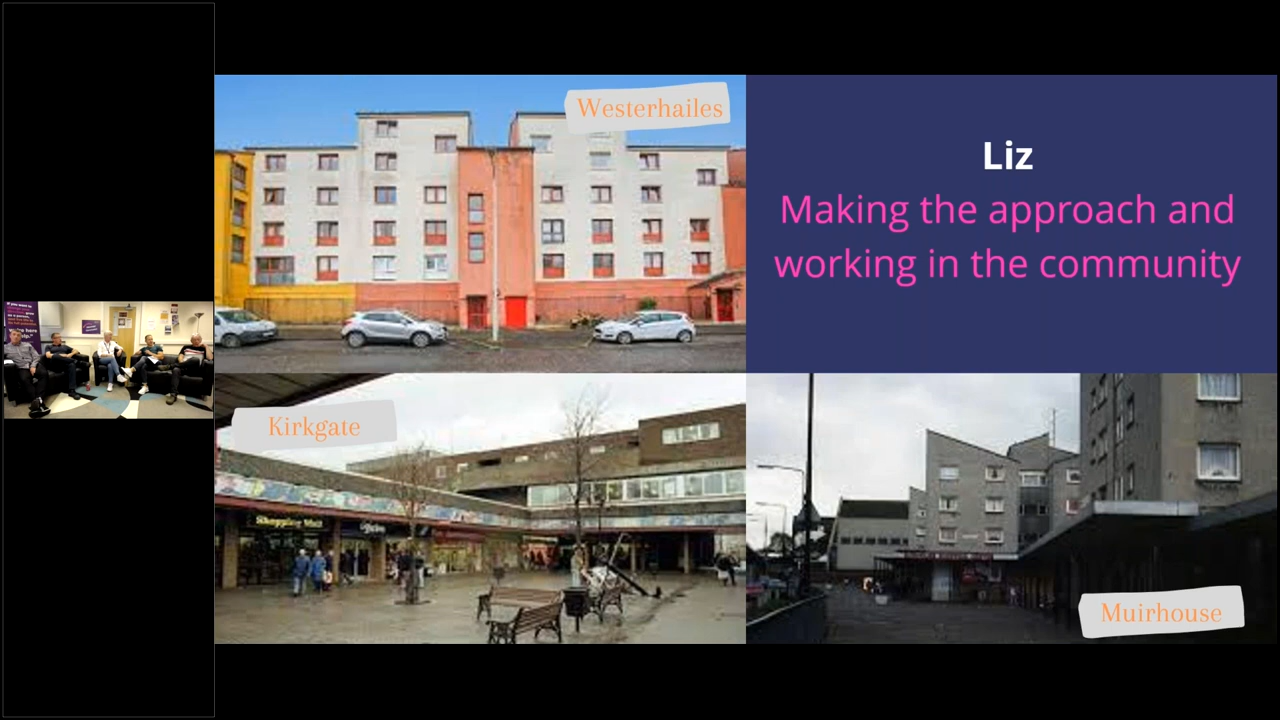 Westerhailes
Liz
Making the approach and
working in the community
Kirkgate
Muirhouse